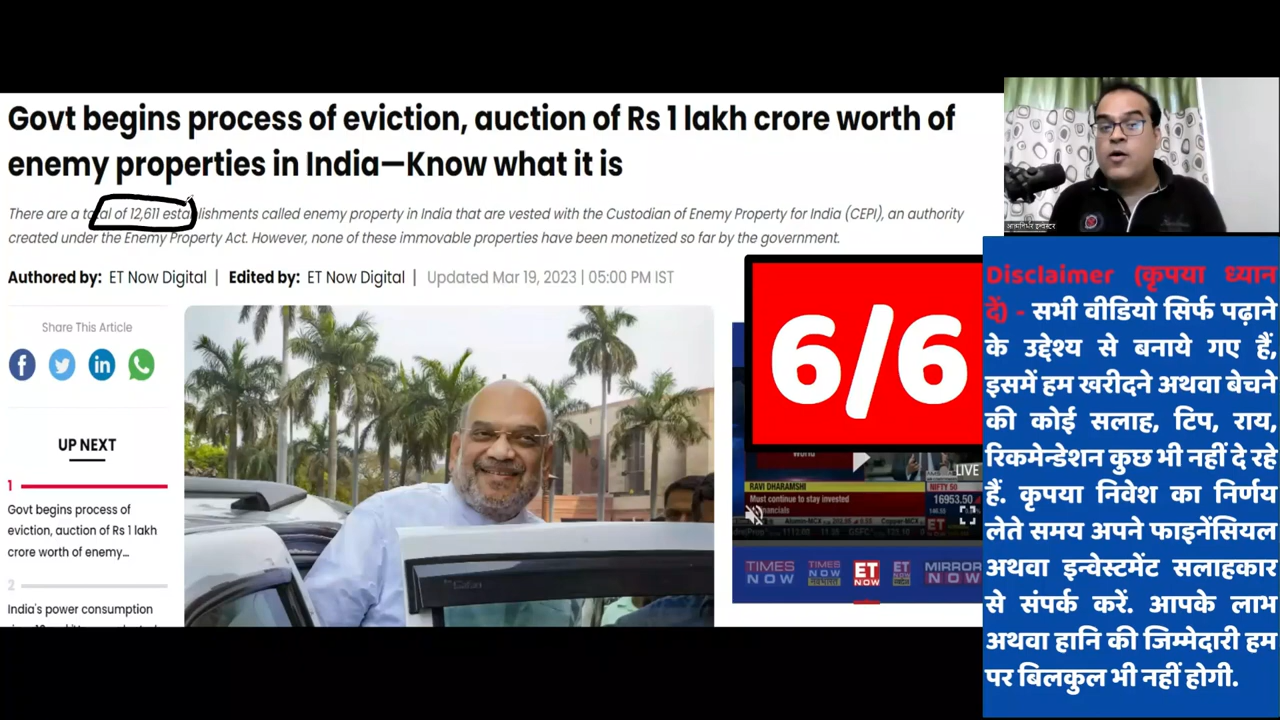 Govt begins process of eviction, auction of Rs 1 lakh crore worth of
enemy properties in India—Know what it is
There are a total of 12,611 establishments called enemy property in India that are vested with the Custodian of Enemy Property for India (CEPI), an authority
created under the Enemy Property Act. However, none of these immovable properties have been monetized so far by the government.
Authored by: ET Now Digital | Edited by: ET Now Digital | Updated Mar 19, 2023 | 05:00 PM IST
Share This Article
UP NEXT
1
Govt begins process of
eviction, auction of Rs 1 lakh
crore worth of enemy...
2
India's power consumption
6/6
World
LIVE
RAVI DHARAMSHI
Must continue to stay invested
NIFTY 50
16953.50
TIMES NOW
TIMES NOW
ET NOW
MIRROR NOW
आत्मनिर्भर इन्वेस्टर
Disclaimer (कृपया ध्यान
दें) - सभी वीडियो सिर्फ पढ़ाने
के उद्देश्य से बनाये गए हैं,
इसमें हम खरीदने अथवा बेचने
की कोई सलाह, टिप, राय,
रिकमेन्डेशन कुछ भी नहीं दे रहे
हैं. कृपया निवेश का निर्णय
लेते समय अपने फाइनेंसियल
अथवा इन्वेस्टमेंट सलाहकार
से संपर्क करें. आपके लाभ
अथवा हानि की जिम्मेदारी हम
पर बिलकुल भी नहीं होगी.